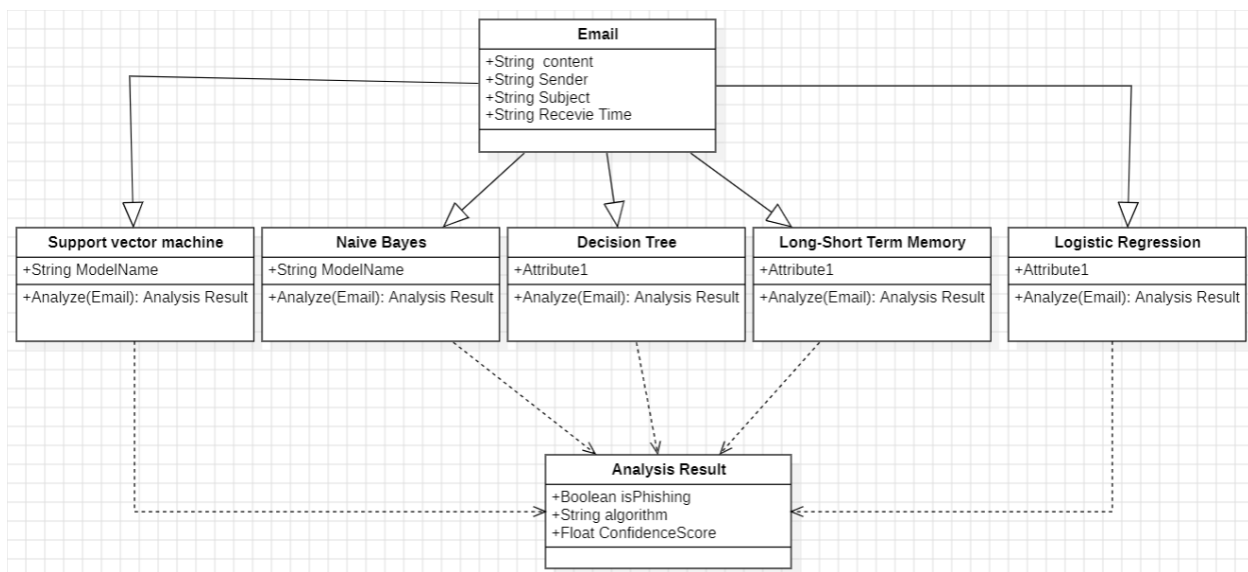 Email
+String  content
+String Sender
+String Subject
+String Recevie Time
Support vector machine
+String ModelName
+Analyze(Email): Analysis Result
Naive Bayes
+String ModelName
+Analyze(Email): Analysis Result
Decision Tree
+Attribute1
+Analyze(Email): Analysis Result
Long-Short Term Memory
+Attribute1
+Analyze(Email): Analysis Result
Logistic Regression
+Attribute1
+Analyze(Email): Analysis Result
Analysis Result
+Boolean isPhishing
+String algorithm
+Float ConfidenceScore